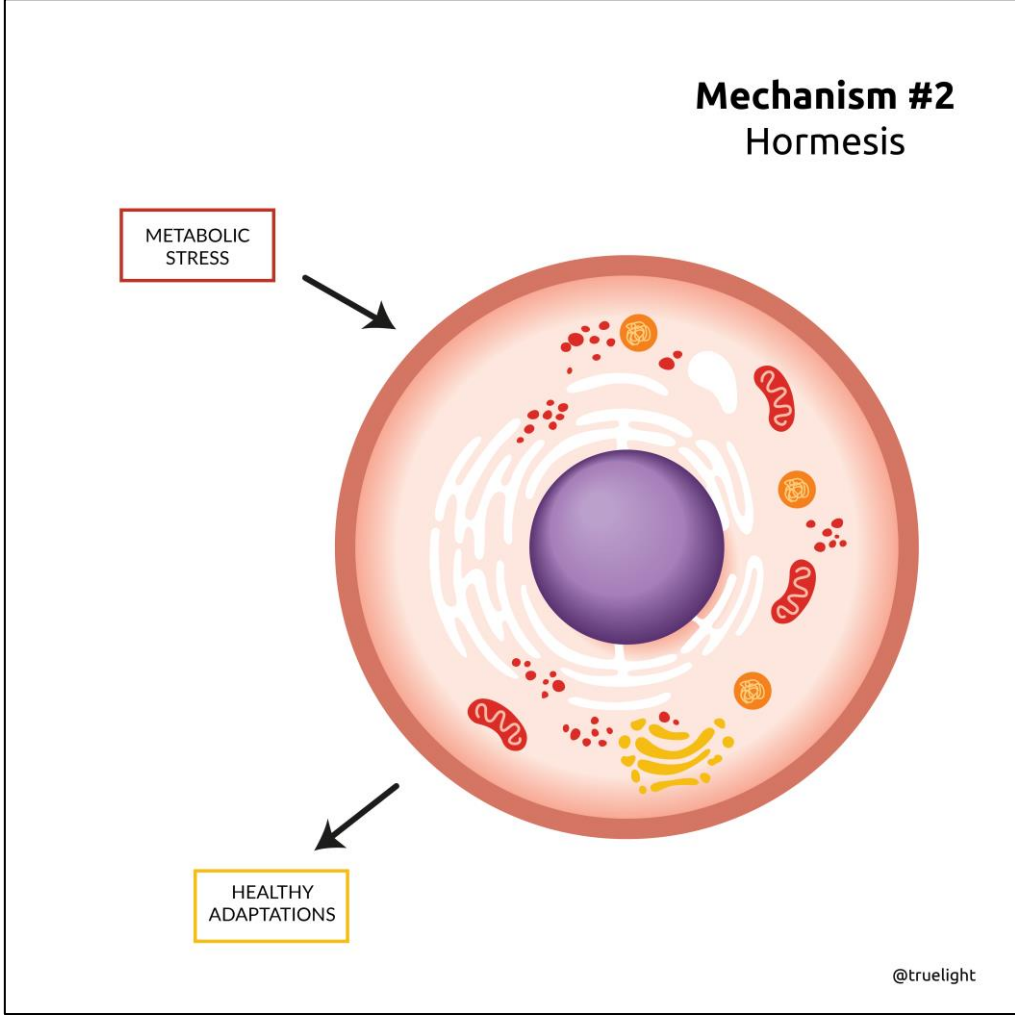 Mechanism #2
Hormesis
METABOLIC
STRESS
HEALTHY
ADAPTATIONS
@truelight